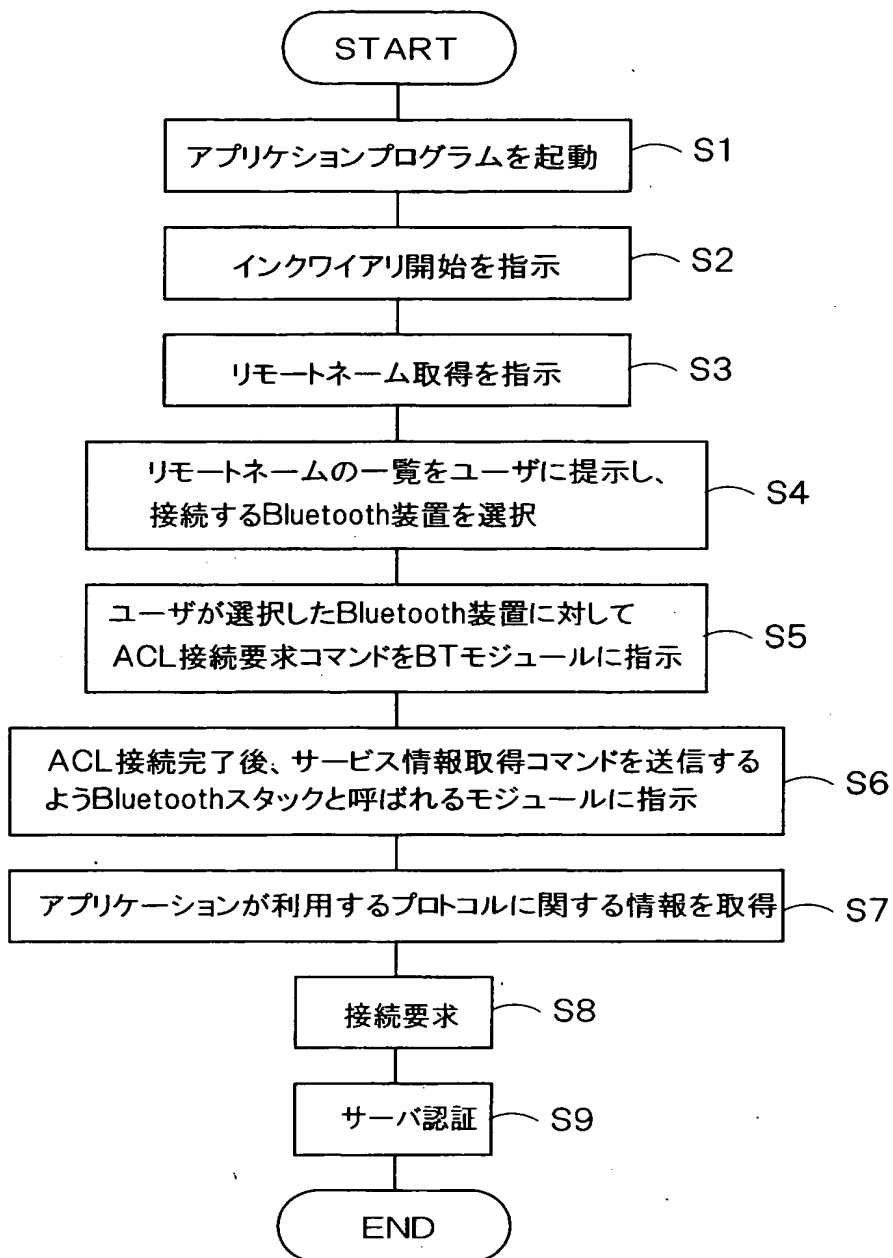 START
アプリケションプログラムを起動
S1
インクワイアリ開始を指示
S2
リモートネーム取得を指示
S3
リモートネームの一覧をユーザに提示し、
接続するBluetooth装置を選択
S4
ユーザが選択したBluetooth装置に対して
ACL接続要求コマンドをBTモジュールに指示
S5
ACL接続完了後、サービス情報取得コマンドを送信する
ようBluetoothスタックと呼ばれるモジュールに指示
S6
アプリケーションが利用するプロトコルに関する情報を取得
S7
接続要求
S8
サーバ認証
S9
END